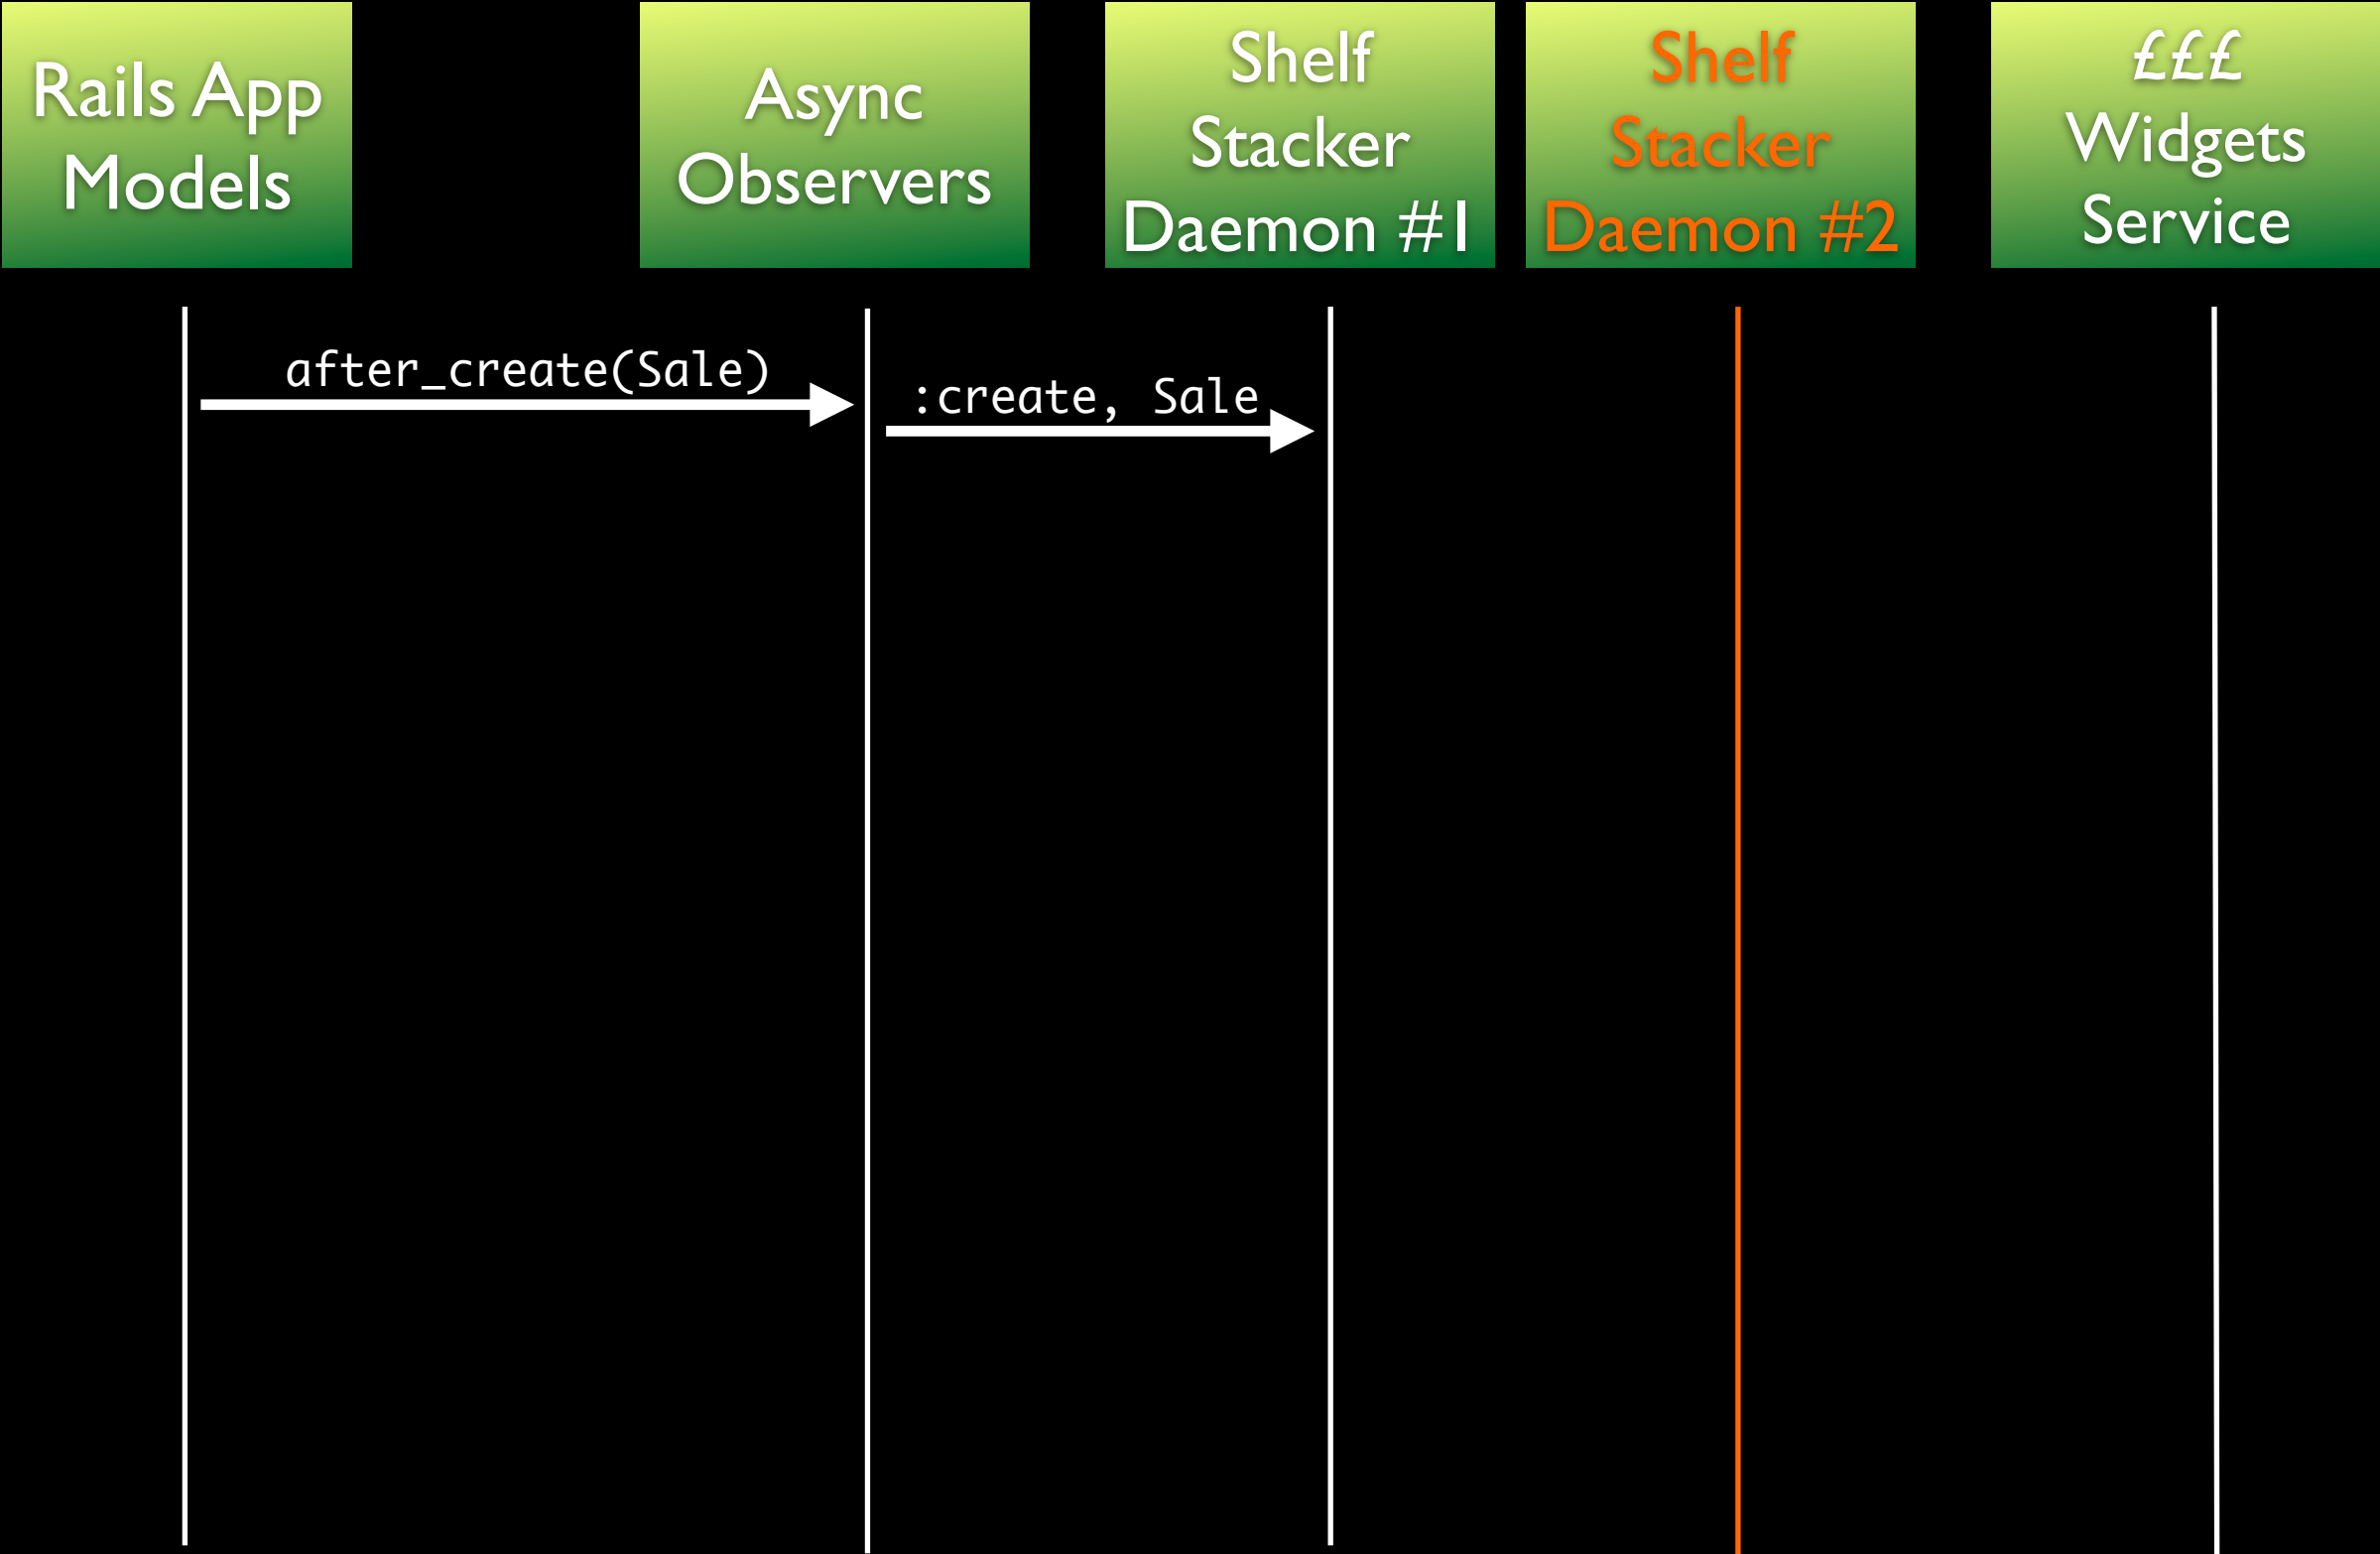 Rails App
Models
Async
Observers
Shelf
Stacker
Daemon #1
Shelf
Stacker
Daemon #2
£££
Widgets
Service
after_create(Sale)
:create, Sale